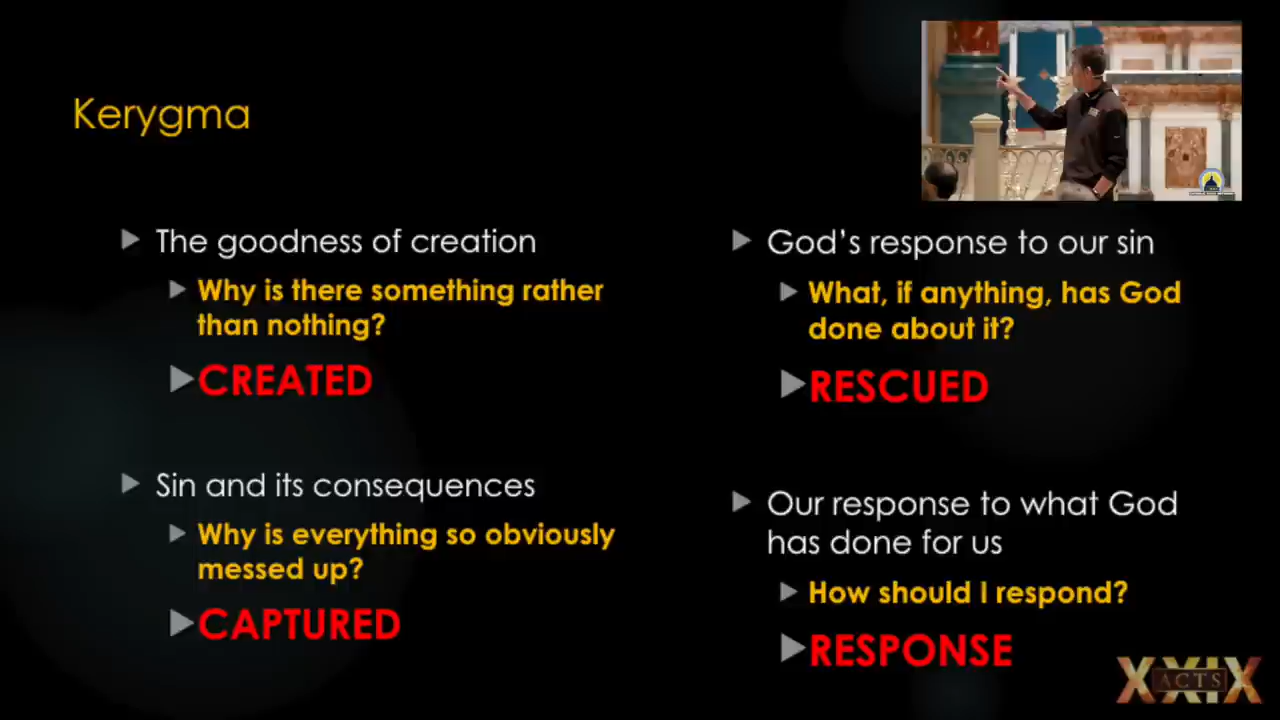 Kerygma
The goodness of creation
Why is there something rather
than nothing?
CREATED
Sin and its consequences
Why is everything so obviously
messed up?
CAPTURED
God's response to our sin
What, if anything, has God
done about it?
RESCUED
Our response to what God
has done for us
How should I respond?
RESPONSE
XXIX
ACTS